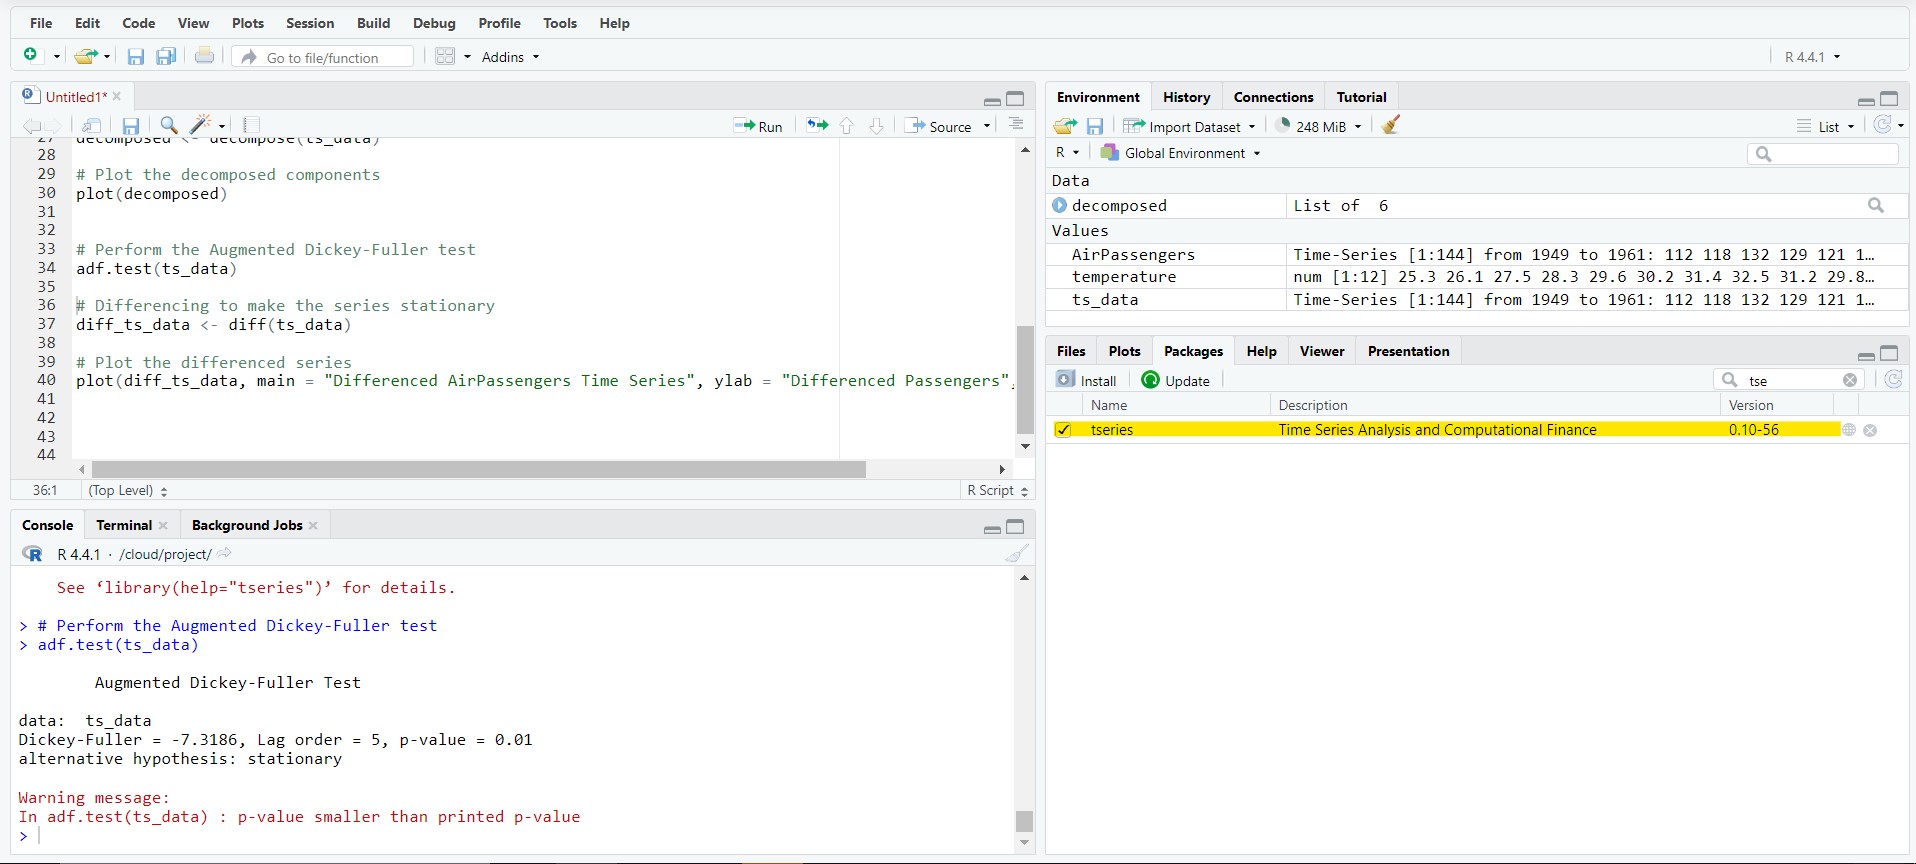 File Edit Code View Plots Session Build Debug Profile Tools Help
Go to file/function Addins R 4.4.1
Untitled1*
Run Source
27 decomposed <- decompose(ts_data)
28
29 # Plot the decomposed components
30 plot(decomposed)
31
32
33 # Perform the Augmented Dickey-Fuller test
34 adf.test(ts_data)
35
36 # Differencing to make the series stationary
37 diff_ts_data <- diff(ts_data)
38
39 # Plot the differenced series
40 plot(diff_ts_data, main = "Differenced AirPassengers Time Series", ylab = "Differenced Passengers",
41
42
43
44
36:1 (Top Level) R Script
Console Terminal Background Jobs
R 4.4.1 · /cloud/project/
See ‘library(help="tseries")’ for details.
> # Perform the Augmented Dickey-Fuller test
> adf.test(ts_data)
Augmented Dickey-Fuller Test
data: ts_data
Dickey-Fuller = -7.3186, Lag order = 5, p-value = 0.01
alternative hypothesis: stationary
Warning message:
In adf.test(ts_data) : p-value smaller than printed p-value
>
Environment History Connections Tutorial
Import Dataset 248 MiB List
R Global Environment
Data
decomposed List of 6
Values
AirPassengers Time-Series [1:144] from 1949 to 1961: 112 118 132 129 121 1…
temperature num [1:12] 25.3 26.1 27.5 28.3 29.6 30.2 31.4 32.5 31.2 29.8…
ts_data Time-Series [1:144] from 1949 to 1961: 112 118 132 129 121 1…
Files Plots Packages Help Viewer Presentation
Install Update tse
Name Description Version
tseries Time Series Analysis and Computational Finance 0.10-56